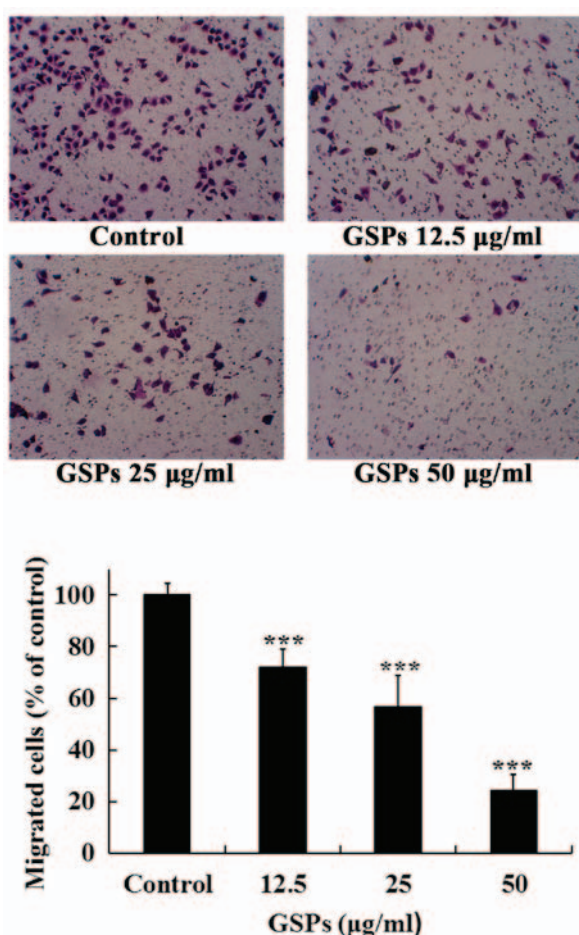 Control
GSPs 12.5 μg/ml
GSPs 25 μg/ml
GSPs 50 μg/ml
Migrated cells (% of control)
100
80
60
40
20
0
***
***
***
Control
12.5
25
50
GSPs (μg/ml)